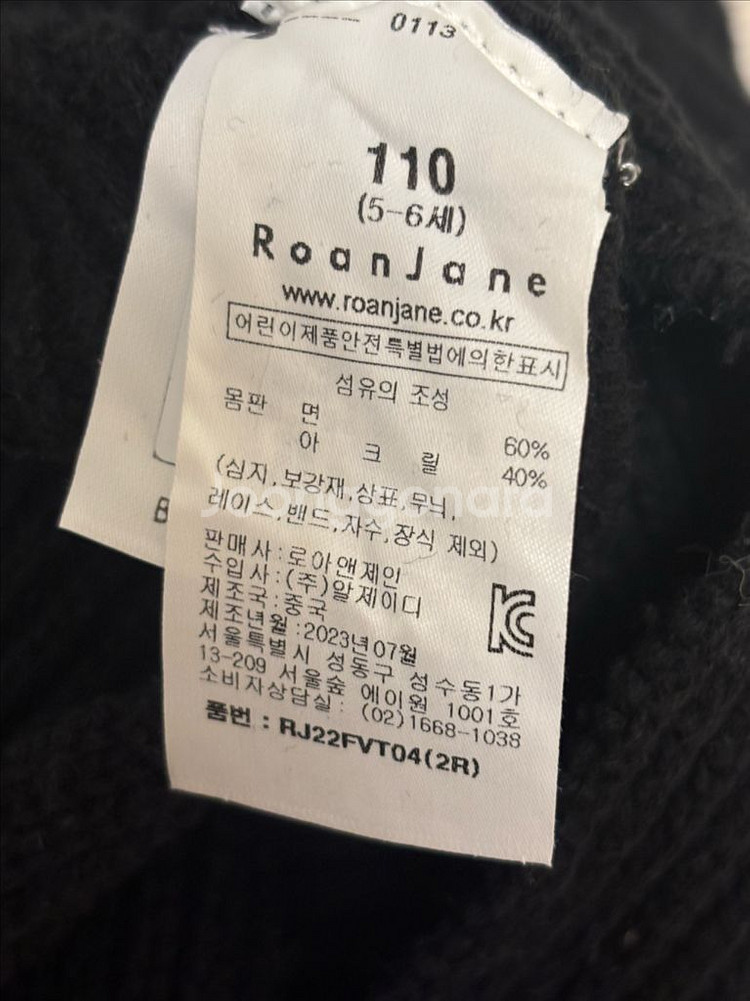 0113
110
(5-6세)
RoanJane
www.roanjane.co.kr
어린이제품안전특별법에의한표시
섬유의 조성
몸판 면 60%
아 크 릴 40%
(심지,보강재,상표,무늬,
레이스,밴드,자수,장식 제외)
판매사:로아앤제인
수입사:(주)알제이디
제조국:중국
제조년월:2023년07월
서울특별시 성동구 성수동1가
13-209 서울숲 에이원 1001호
소비자상담실: (02)1668-1038
품번 : RJ22FVT04(2R)
B
Joonggonara